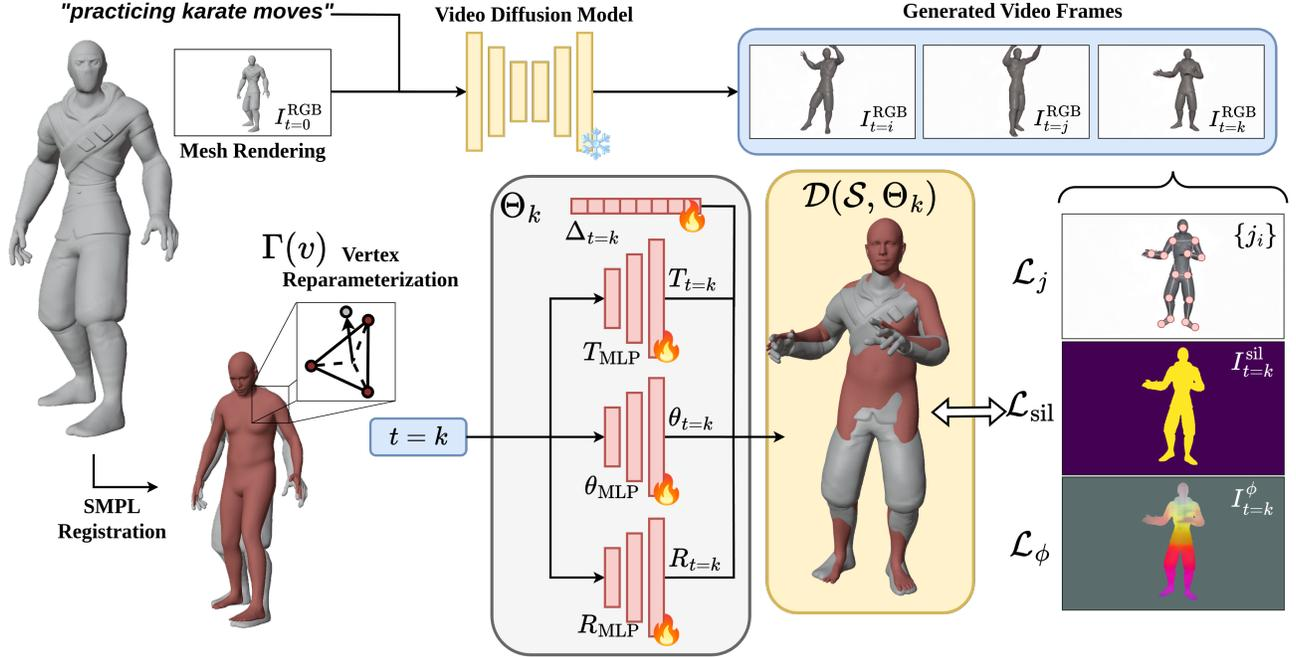 "practicing karate moves"
Video Diffusion Model
Generated Video Frames
I^RGB_t=0
Mesh Rendering
I^RGB_t=i
I^RGB_t=j
I^RGB_t=k
Γ(v) Vertex
Reparameterization
SMPL
Registration
t = k
Θ_k
Δ_t=k
T_t=k
T_MLP
θ_t=k
θ_MLP
R_t=k
R_MLP
𝒟(𝒮, Θ_k)
ℒ_j
{j_i}
ℒ_sil
I^sil_t=k
ℒ_ϕ
I^ϕ_t=k